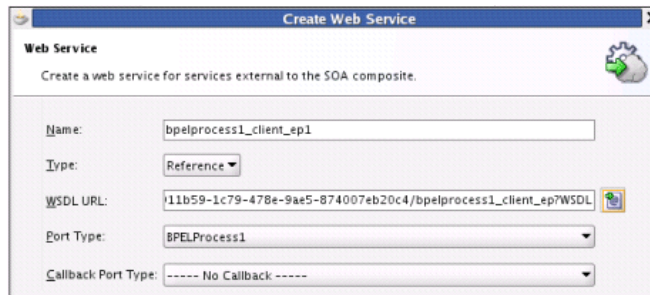 Create Web Service
Web Service
Create a web service for services external to the SOA composite.
Name: bpelprocess1_client_ep1
Type: Reference
WSDL URL: 11b59-1c79-478e-9ae5-874007eb20c4/bpelprocess1_client_ep?WSDL
Port Type: BPELProcess1
Callback Port Type: ----- No Callback -----